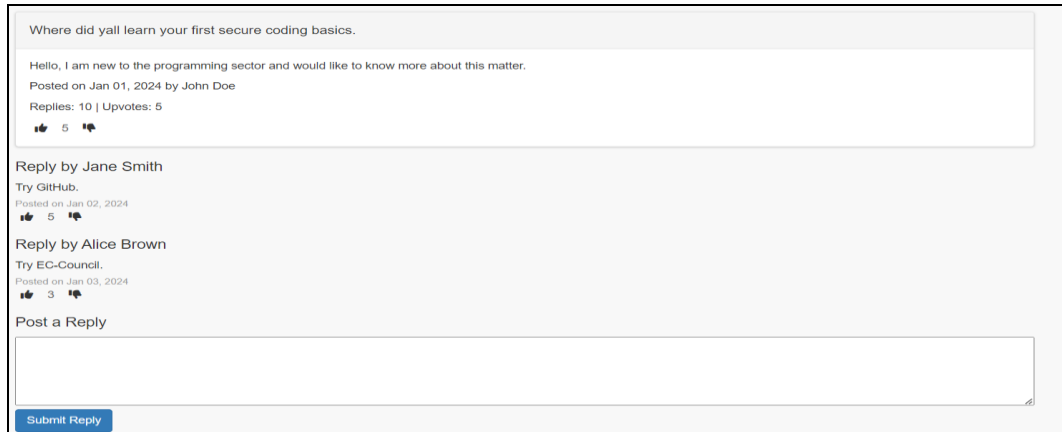 Where did yall learn your first secure coding basics.
Hello, I am new to the programming sector and would like to know more about this matter.
Posted on Jan 01, 2024 by John Doe
Replies: 10 | Upvotes: 5
5
Reply by Jane Smith
Try GitHub.
Posted on Jan 02, 2024
5
Reply by Alice Brown
Try EC-Council.
Posted on Jan 03, 2024
3
Post a Reply
Submit Reply